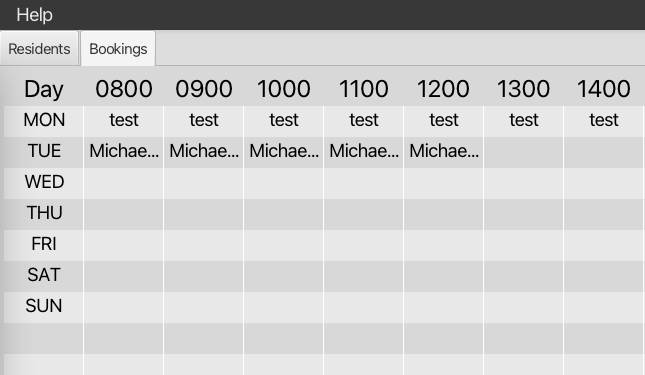 Help
Residents Bookings
Day 0800 0900 1000 1100 1200 1300 1400
MON test test test test test test test
TUE Michae... Michae... Michae... Michae... Michae...
WED
THU
FRI
SAT
SUN